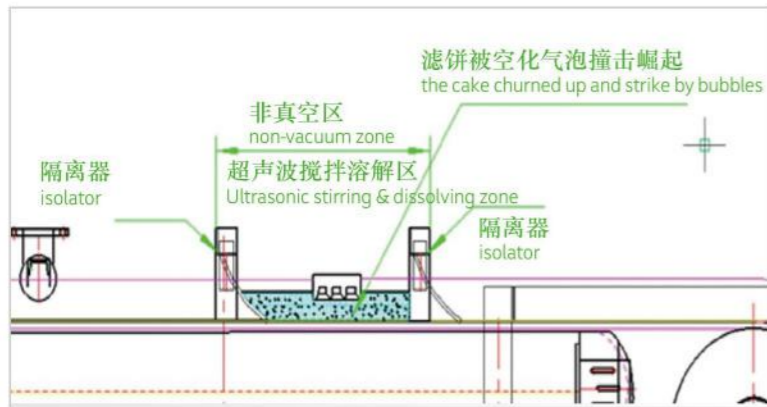 滤饼被空化气泡撞击崛起
the cake churned up and strike by bubbles
非真空区
non-vacuum zone
隔离器
isolator
超声波搅拌溶解区
Ultrasonic stirring & dissolving zone
隔离器
isolator